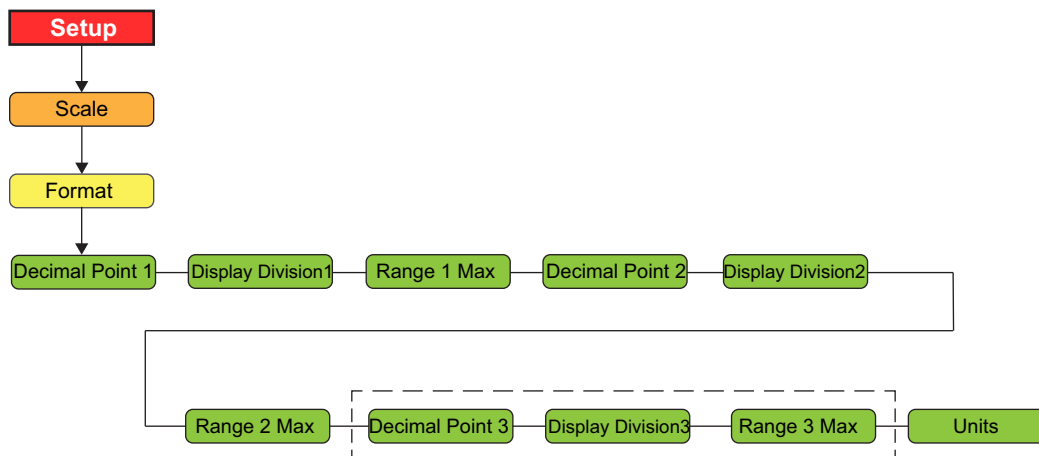 Setup
Scale
Format
Decimal Point 1
Display Division1
Range 1 Max
Decimal Point 2
Display Division2
Range 2 Max
Decimal Point 3
Display Division3
Range 3 Max
Units